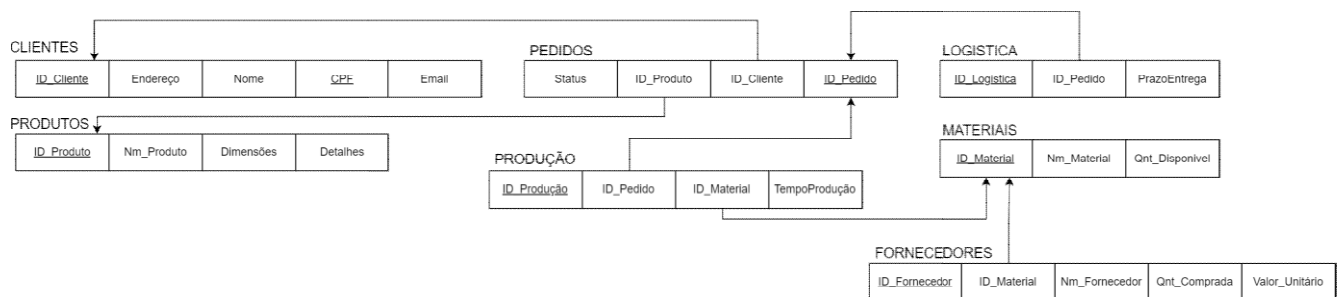 CLIENTES
ID_Cliente Endereço Nome CPF Email
PEDIDOS
Status ID_Produto ID_Cliente ID_Pedido
LOGISTICA
ID_Logistica ID_Pedido PrazoEntrega
PRODUTOS
ID_Produto Nm_Produto Dimensões Detalhes
MATERIAIS
ID_Material Nm_Material Qnt_Disponivel
PRODUÇÃO
ID_Produção ID_Pedido ID_Material TempoProdução
FORNECEDORES
ID_Fornecedor ID_Material Nm_Fornecedor Qnt_Comprada Valor_Unitário